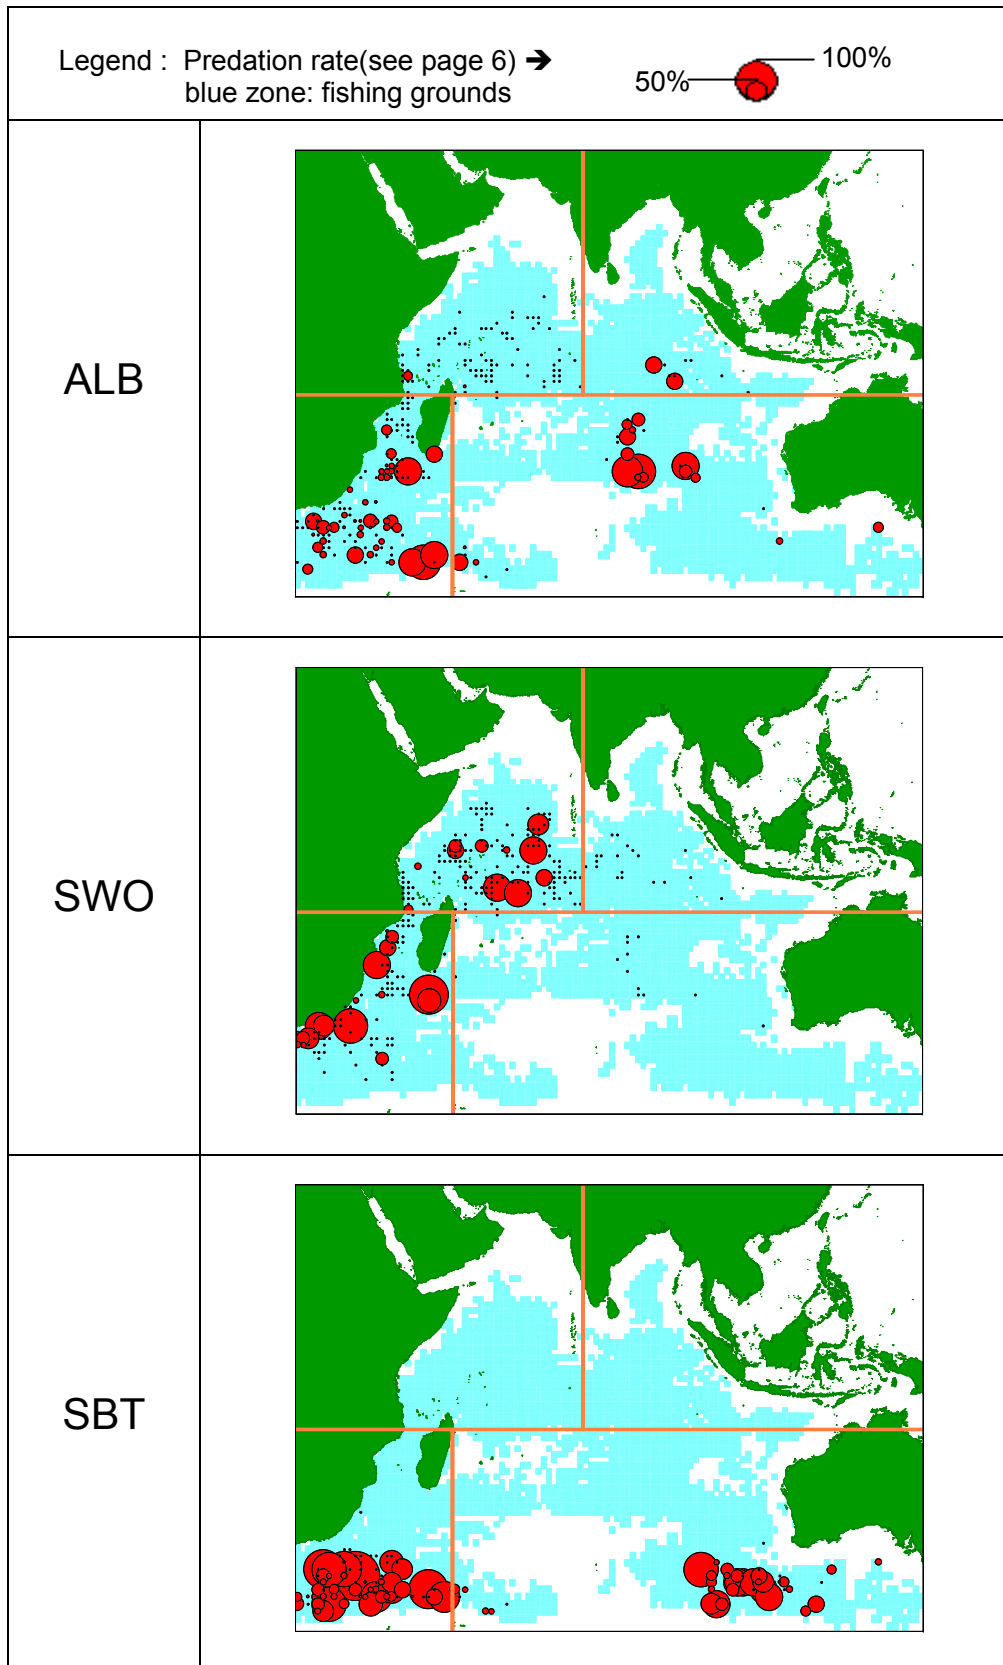 Legend : Predation rate(see page 6) ➔
100%
50%
blue zone: fishing grounds
ALB
SWO
SBT